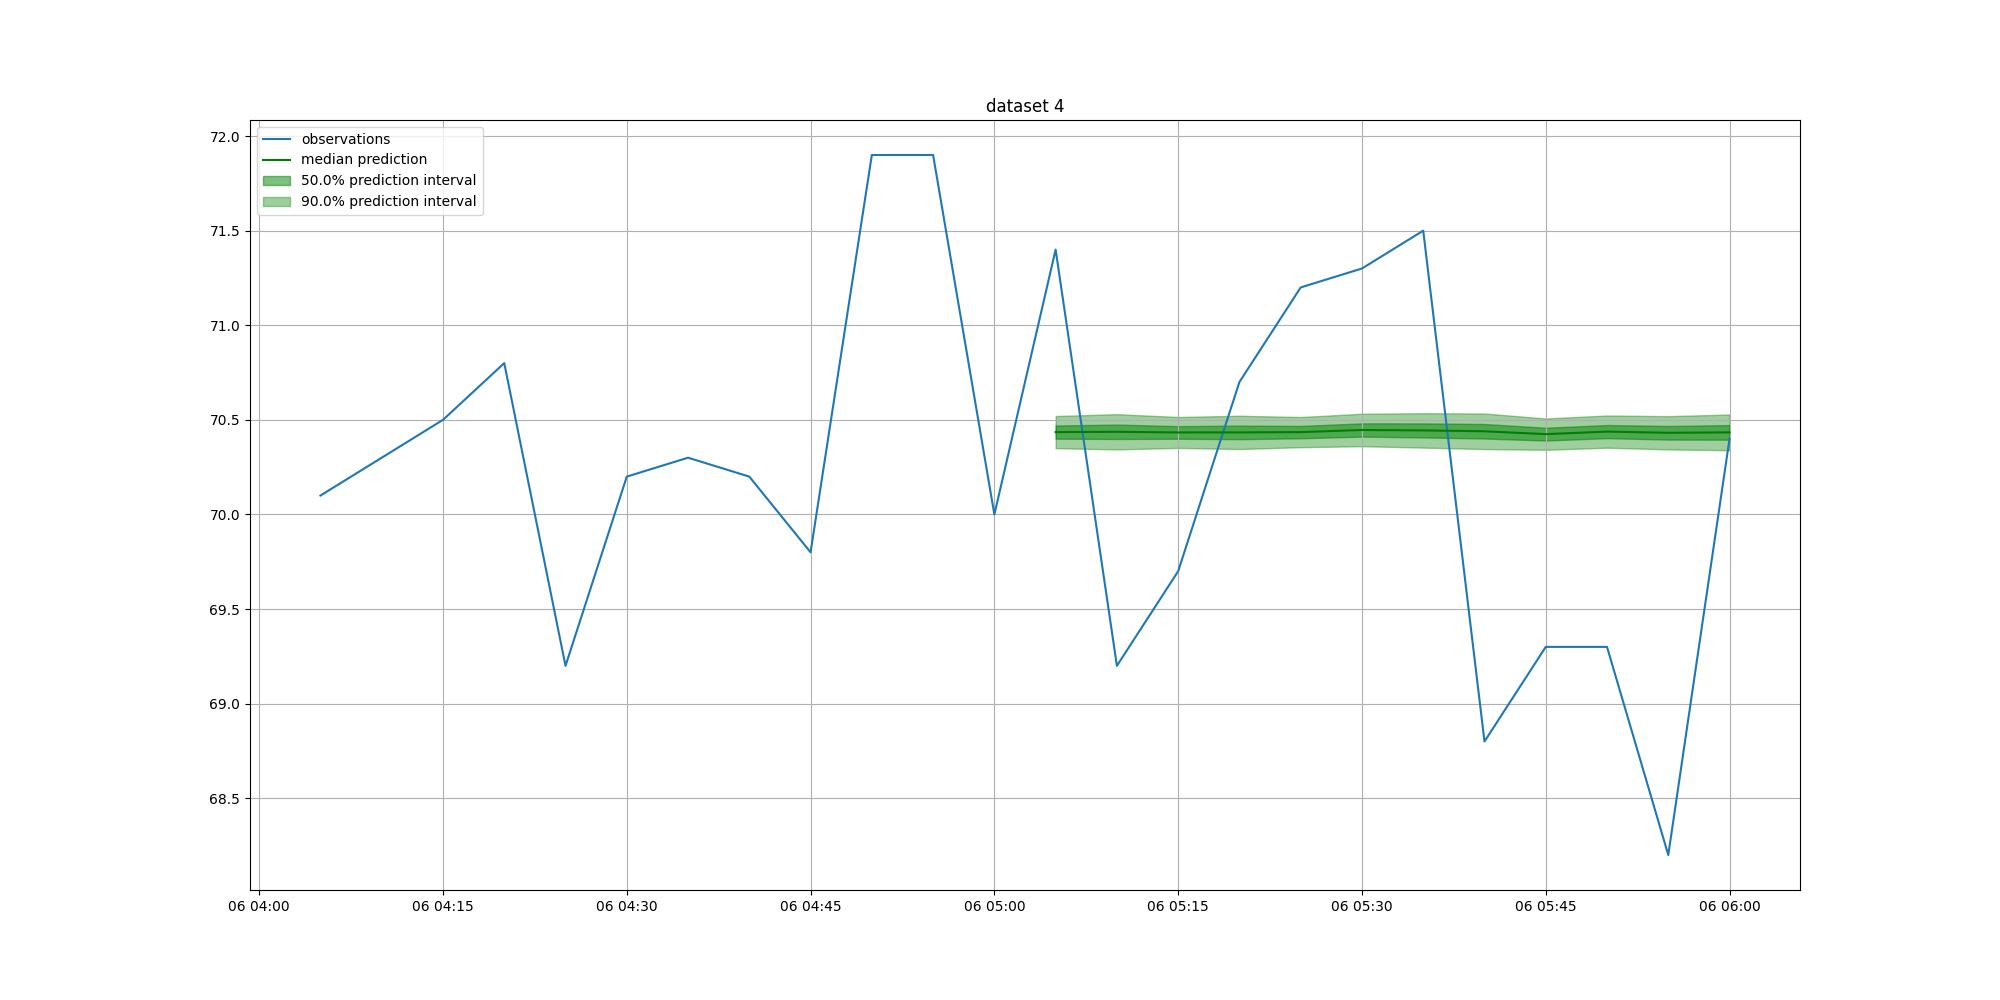 dataset 4
observations
median prediction
50.0% prediction interval
90.0% prediction interval
72.0
71.5
71.0
70.5
70.0
69.5
69.0
68.5
06 04:00 06 04:15 06 04:30 06 04:45 06 05:00 06 05:15 06 05:30 06 05:45 06 06:00